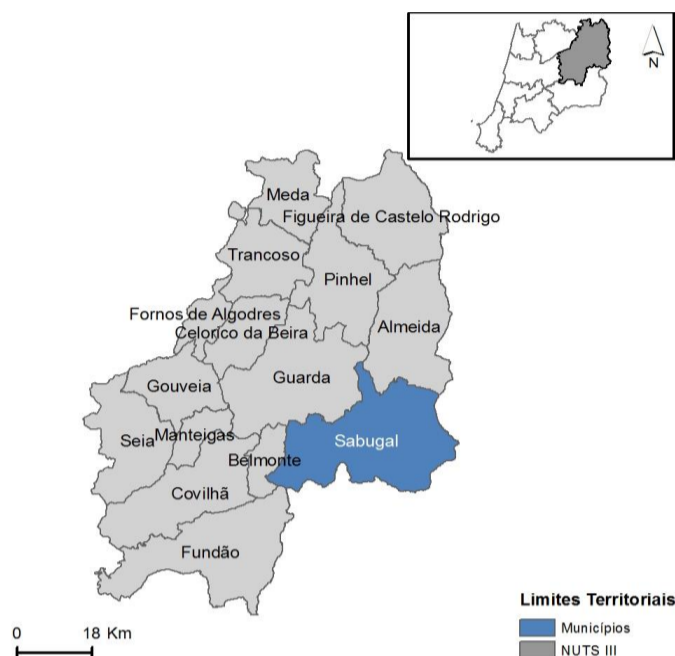 N
Meda
Figueira de Castelo Rodrigo
Trancoso
Pinhel
Fornos de Algodres
Almeida
Celorico da Beira
Guarda
Gouveia
Manteigas
Seia
Sabugal
Belmonte
Covilhã
Fundão
Limites Territoriais
0 18 Km
Municípios
NUTS III